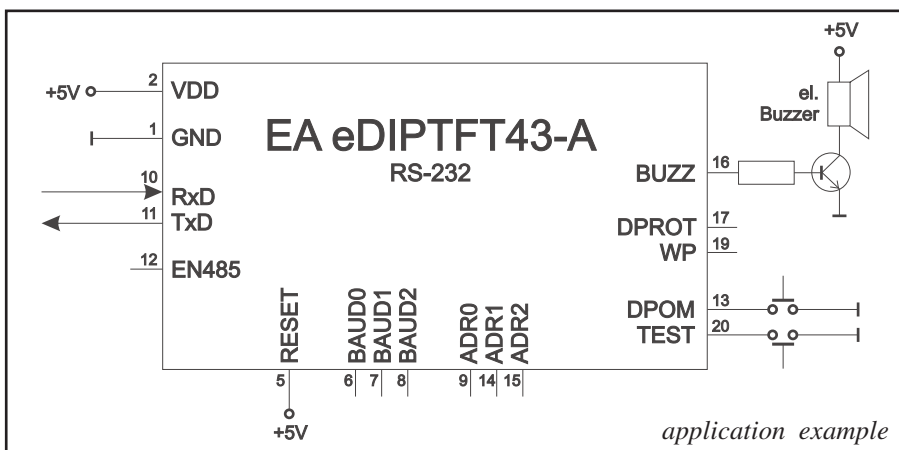 +5V
2
VDD
+5V
1
GND
EA eDIPTFT43-A
RS-232
el.
Buzzer
10
RxD
11
TxD
12
EN485
BUZZ
16
DPROT
17
WP
19
DPOM
13
TEST
20
RESET
BAUD0
BAUD1
BAUD2
ADR0
ADR1
ADR2
5
6
7
8
9
14
15
+5V
application example